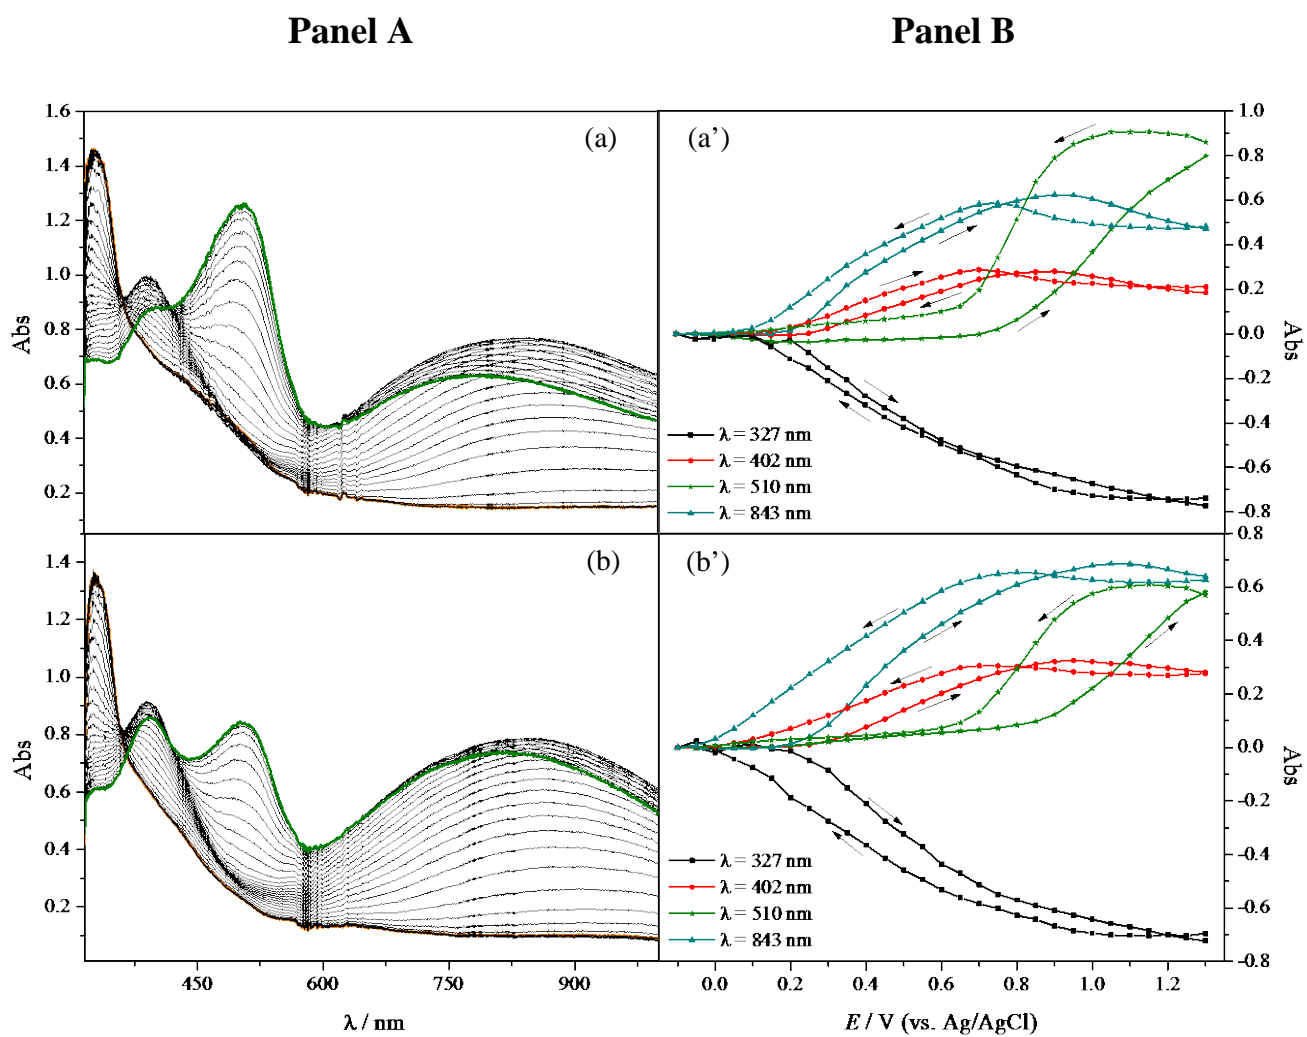 Panel A
Panel B
1.6
1.4
1.2
1.0
0.8
0.6
0.4
0.2
Abs
(a)
(a’)
1.0
0.8
0.6
0.4
0.2
0.0
-0.2
-0.4
-0.6
-0.8
Abs
λ = 327 nm
λ = 402 nm
λ = 510 nm
λ = 843 nm
1.4
1.2
1.0
0.8
0.6
0.4
0.2
Abs
(b)
(b’)
0.8
0.6
0.4
0.2
0.0
-0.2
-0.4
-0.6
-0.8
Abs
λ = 327 nm
λ = 402 nm
λ = 510 nm
λ = 843 nm
450 600 750 900
0.0 0.2 0.4 0.6 0.8 1.0 1.2
λ / nm
E / V (vs. Ag/AgCl)